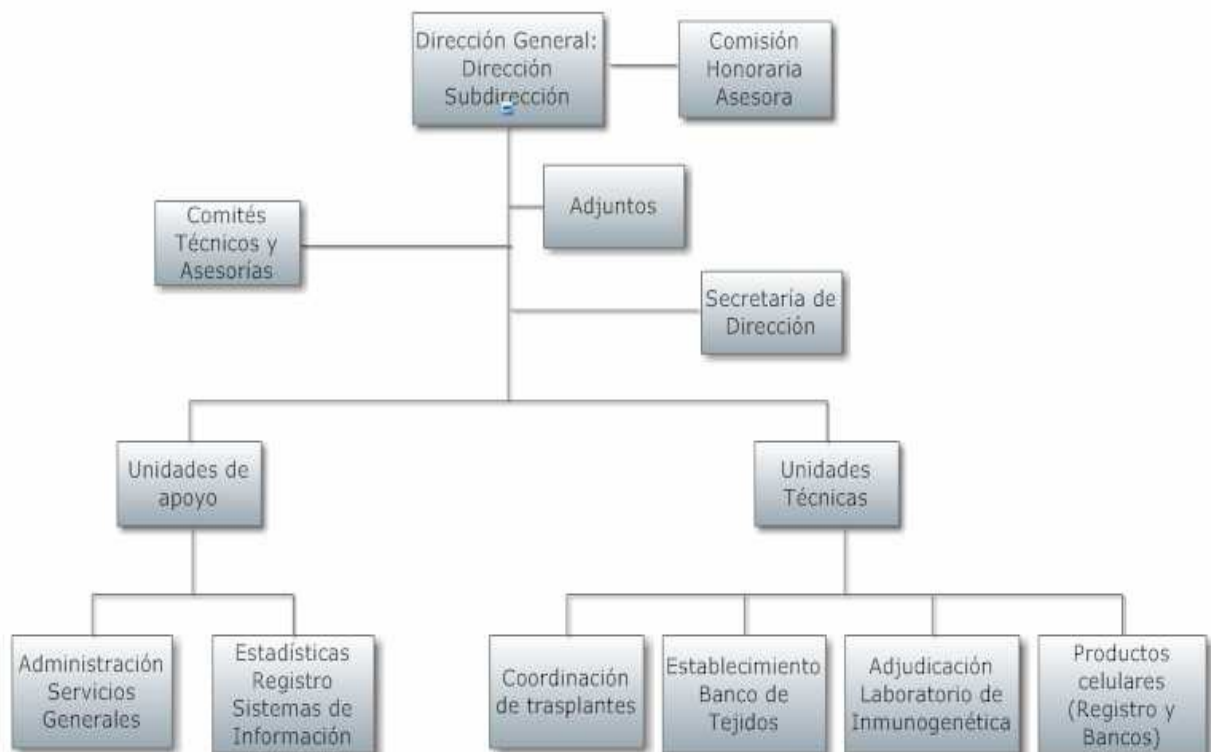 Dirección General:
Dirección
Subdirección
Comisión
Honoraria
Asesora
Adjuntos
Comités
Técnicos y
Asesorías
Secretaría de
Dirección
Unidades de
apoyo
Unidades
Técnicas
Administración
Servicios
Generales
Estadísticas
Registro
Sistemas de
Información
Coordinación
de trasplantes
Establecimiento
Banco de
Tejidos
Adjudicación
Laboratorio de
Inmunogenética
Productos
celulares
(Registro y
Bancos)